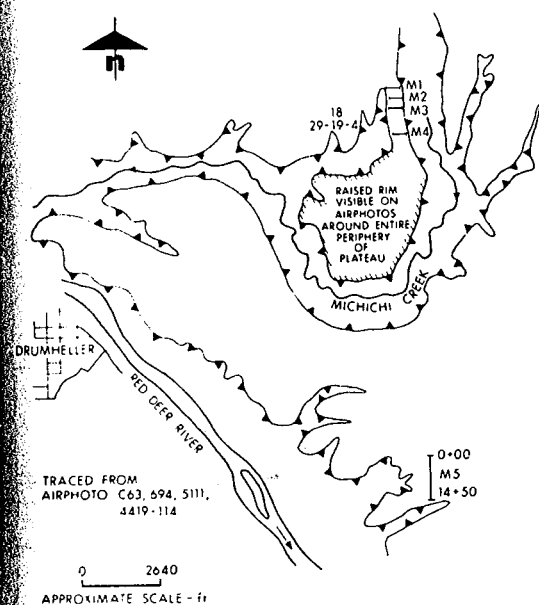 n
M1
M2
M3
M4
18
29-19-4
RAISED RIM
VISIBLE ON
AIRPHOTOS
AROUND ENTIRE
PERIPHERY
OF
PLATEAU
MICHICHI CREEK
DRUMHELLER
RED DEER RIVER
0+00
M5
14+50
TRACED FROM
AIRPHOTO C63, 694, 5111,
4419-114
0 2640
APPROXIMATE SCALE - ft